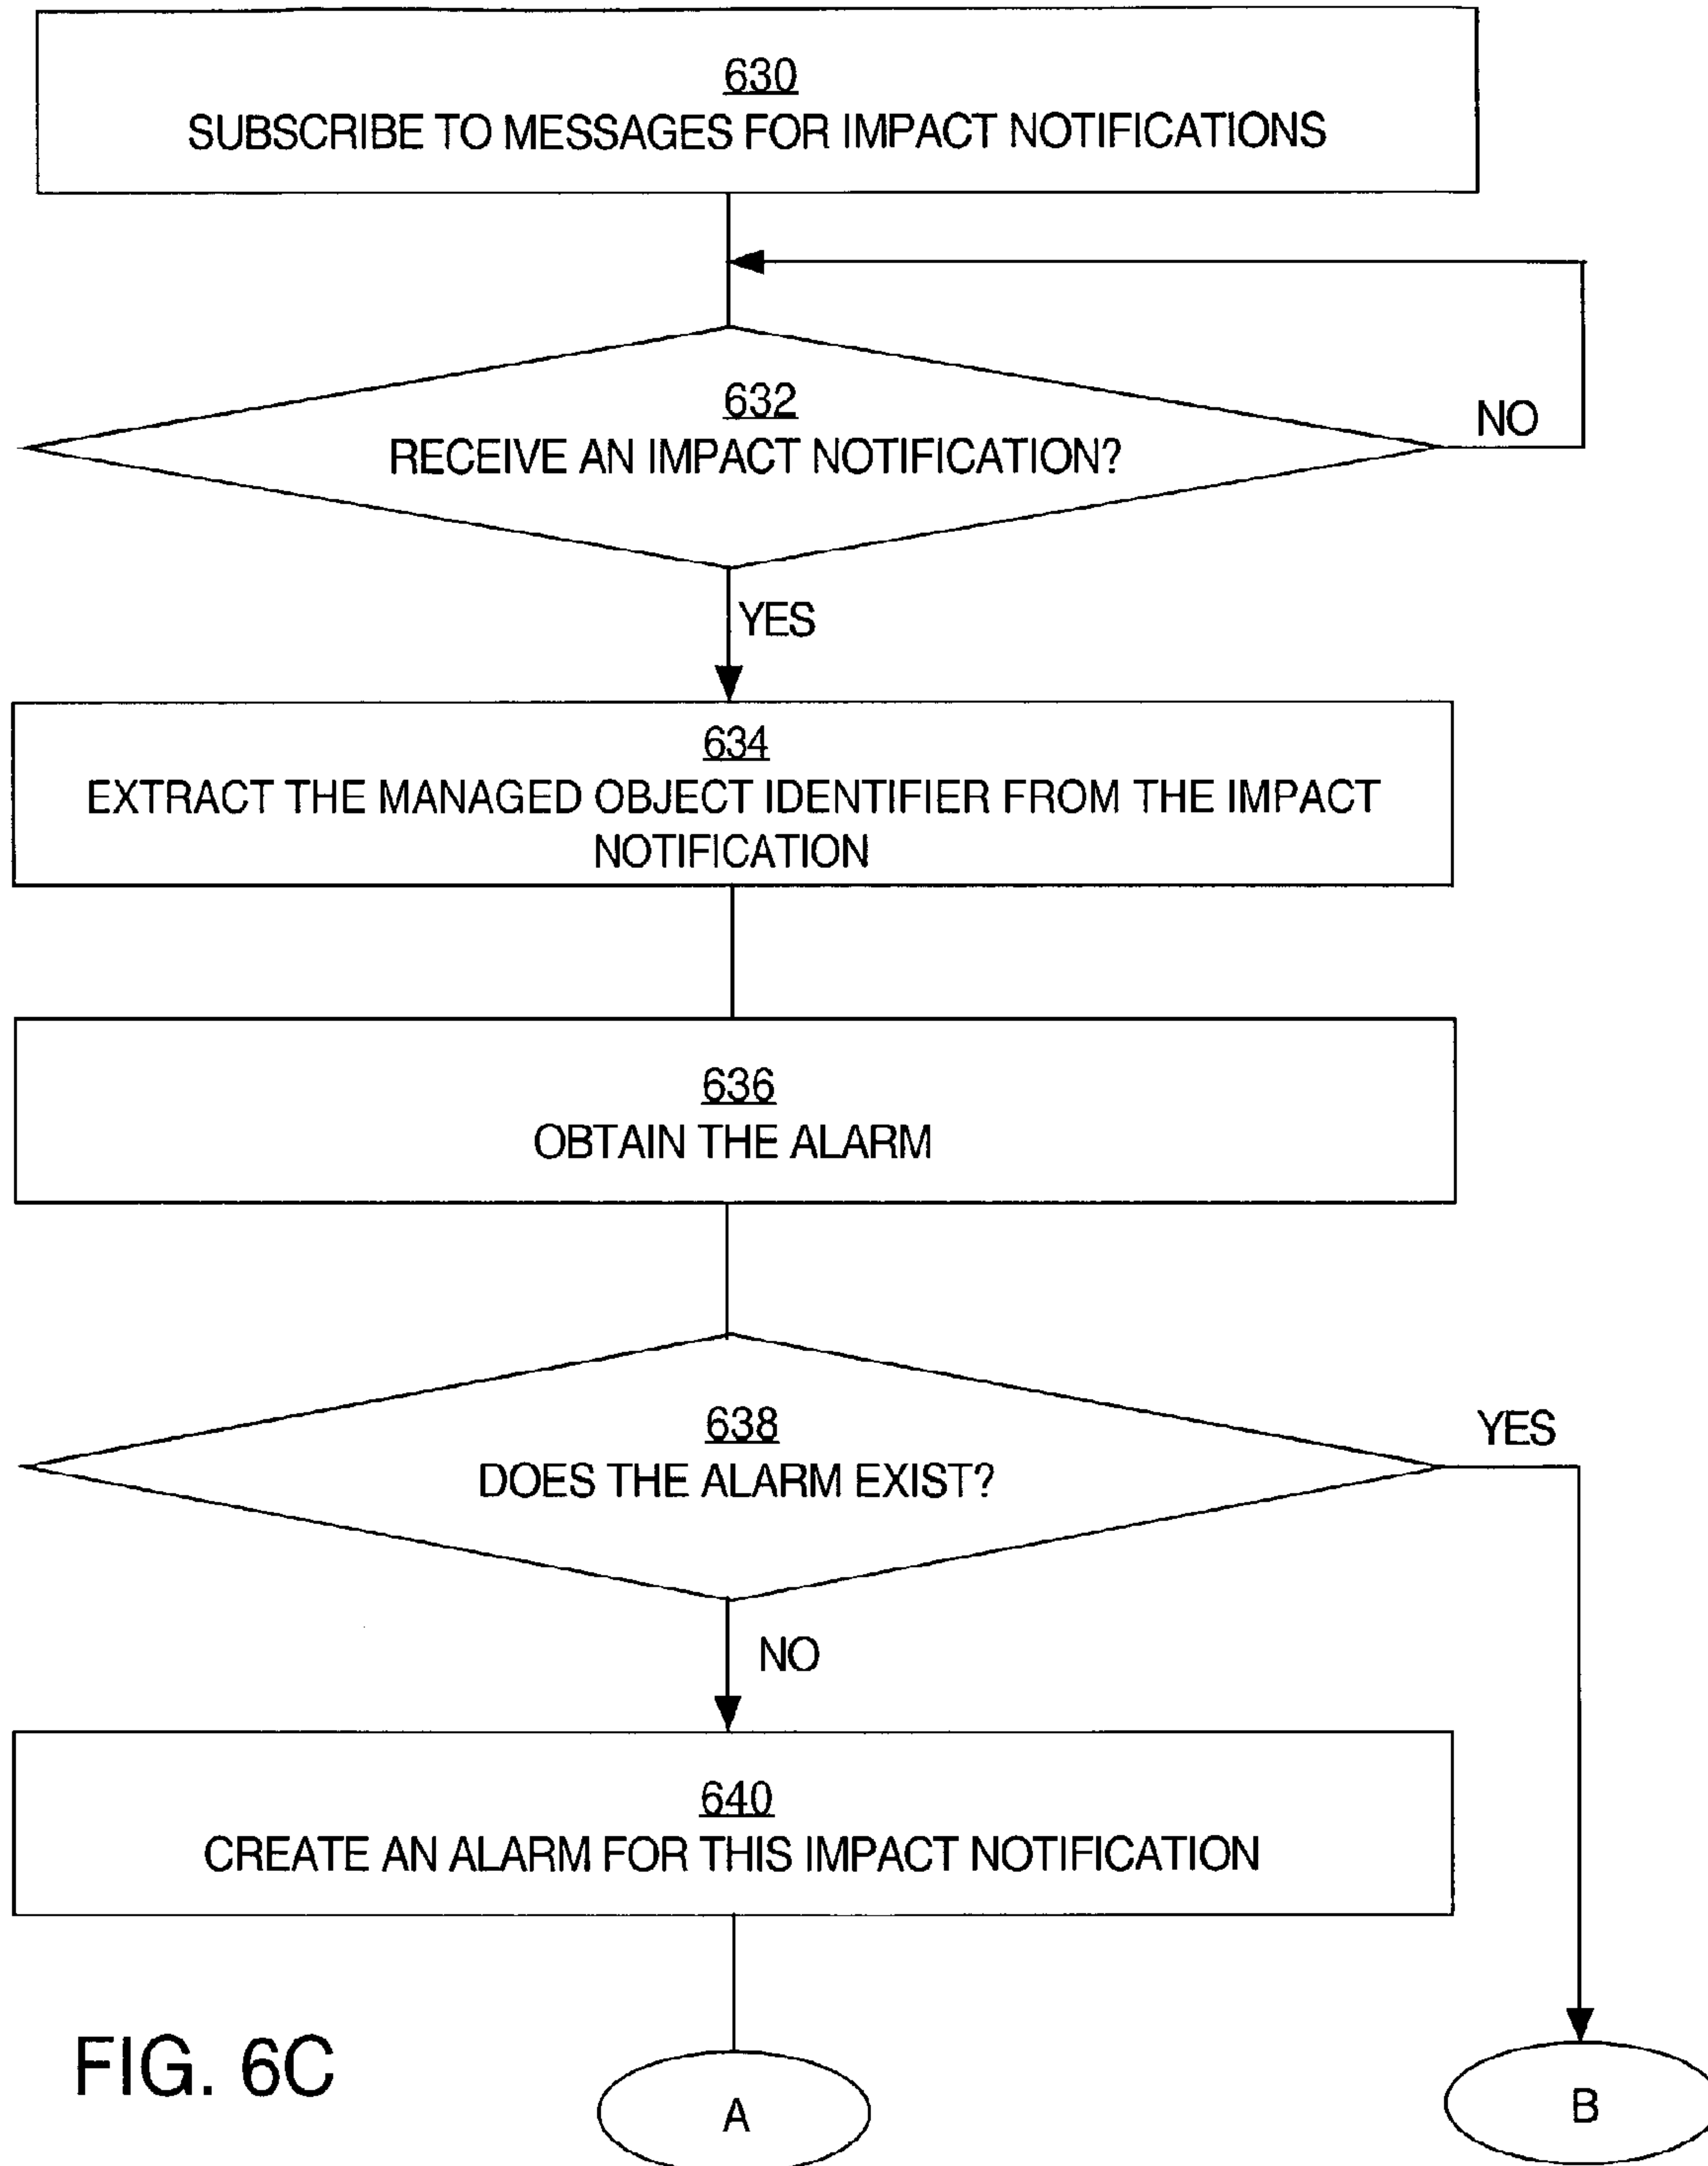 630
SUBSCRIBE TO MESSAGES FOR IMPACT NOTIFICATIONS
632
RECEIVE AN IMPACT NOTIFICATION?
NO
YES
634
EXTRACT THE MANAGED OBJECT IDENTIFIER FROM THE IMPACT
NOTIFICATION
636
OBTAIN THE ALARM
638
DOES THE ALARM EXIST?
YES
NO
640
CREATE AN ALARM FOR THIS IMPACT NOTIFICATION
FIG. 6C
A
B